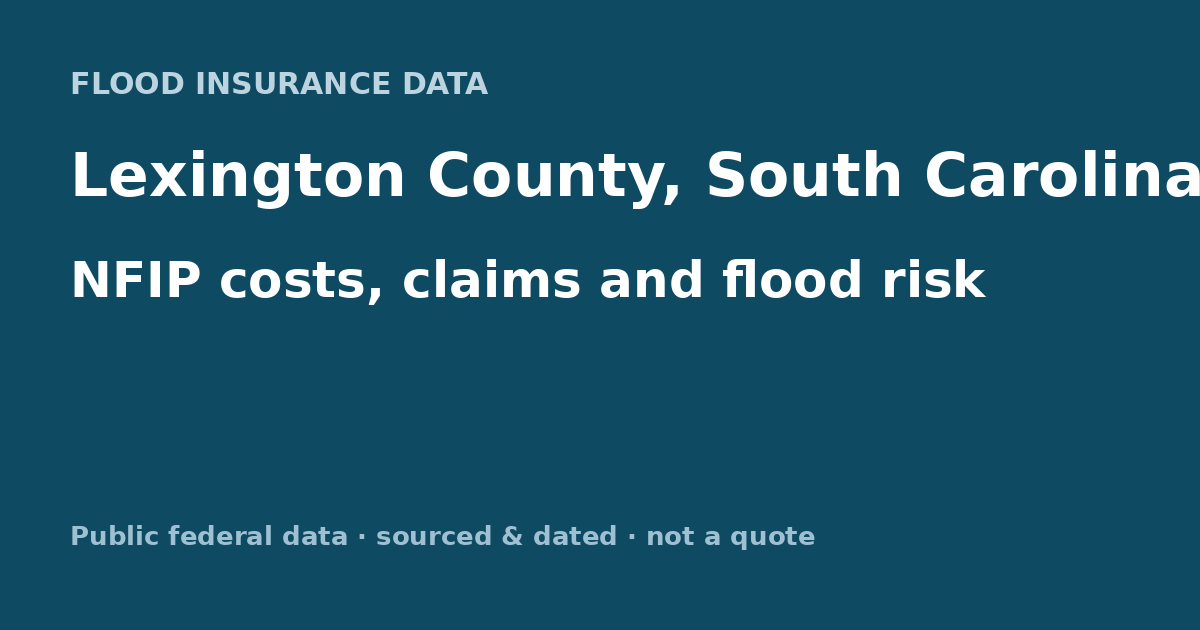 FLOOD INSURANCE DATA
Lexington County, South Carolina
NFIP costs, claims and flood risk
Public federal data · sourced & dated · not a quote